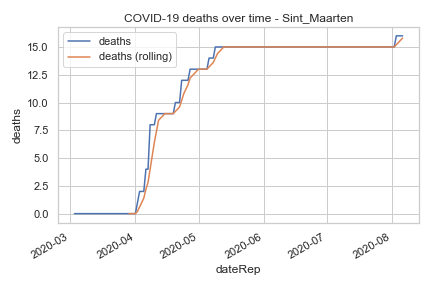 COVID-19 deaths over time - Sint_Maarten
deaths
deaths (rolling)
15.0
12.5
10.0
7.5
5.0
2.5
0.0
deaths
2020-03
2020-04
2020-05
2020-06
2020-07
2020-08
dateRep